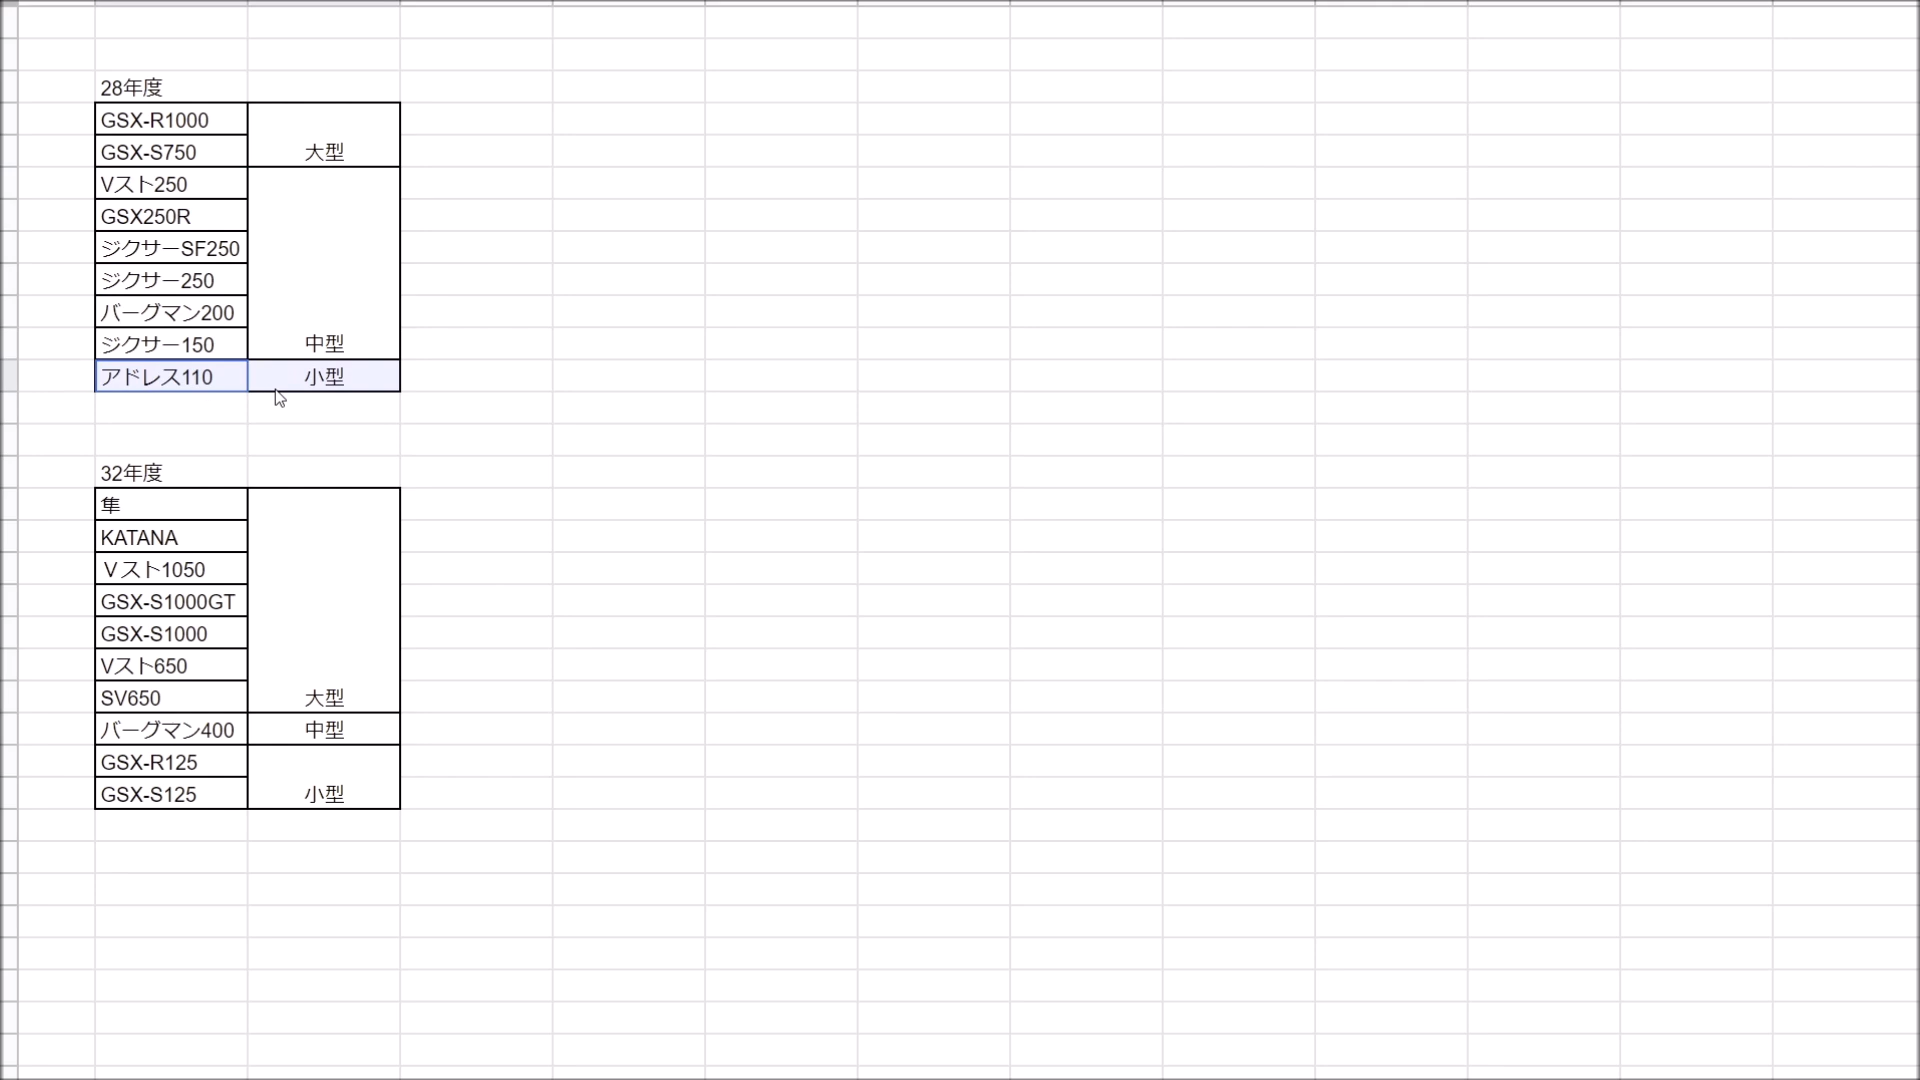 28年度
GSX-R1000
GSX-S750 大型
Vスト250
GSX250R
ジクサーSF250
ジクサー250
バーグマン200
ジクサー150 中型
アドレス110 小型
32年度
隼
KATANA
Ｖスト1050
GSX-S1000GT
GSX-S1000
Vスト650
SV650 大型
バーグマン400 中型
GSX-R125
GSX-S125 小型